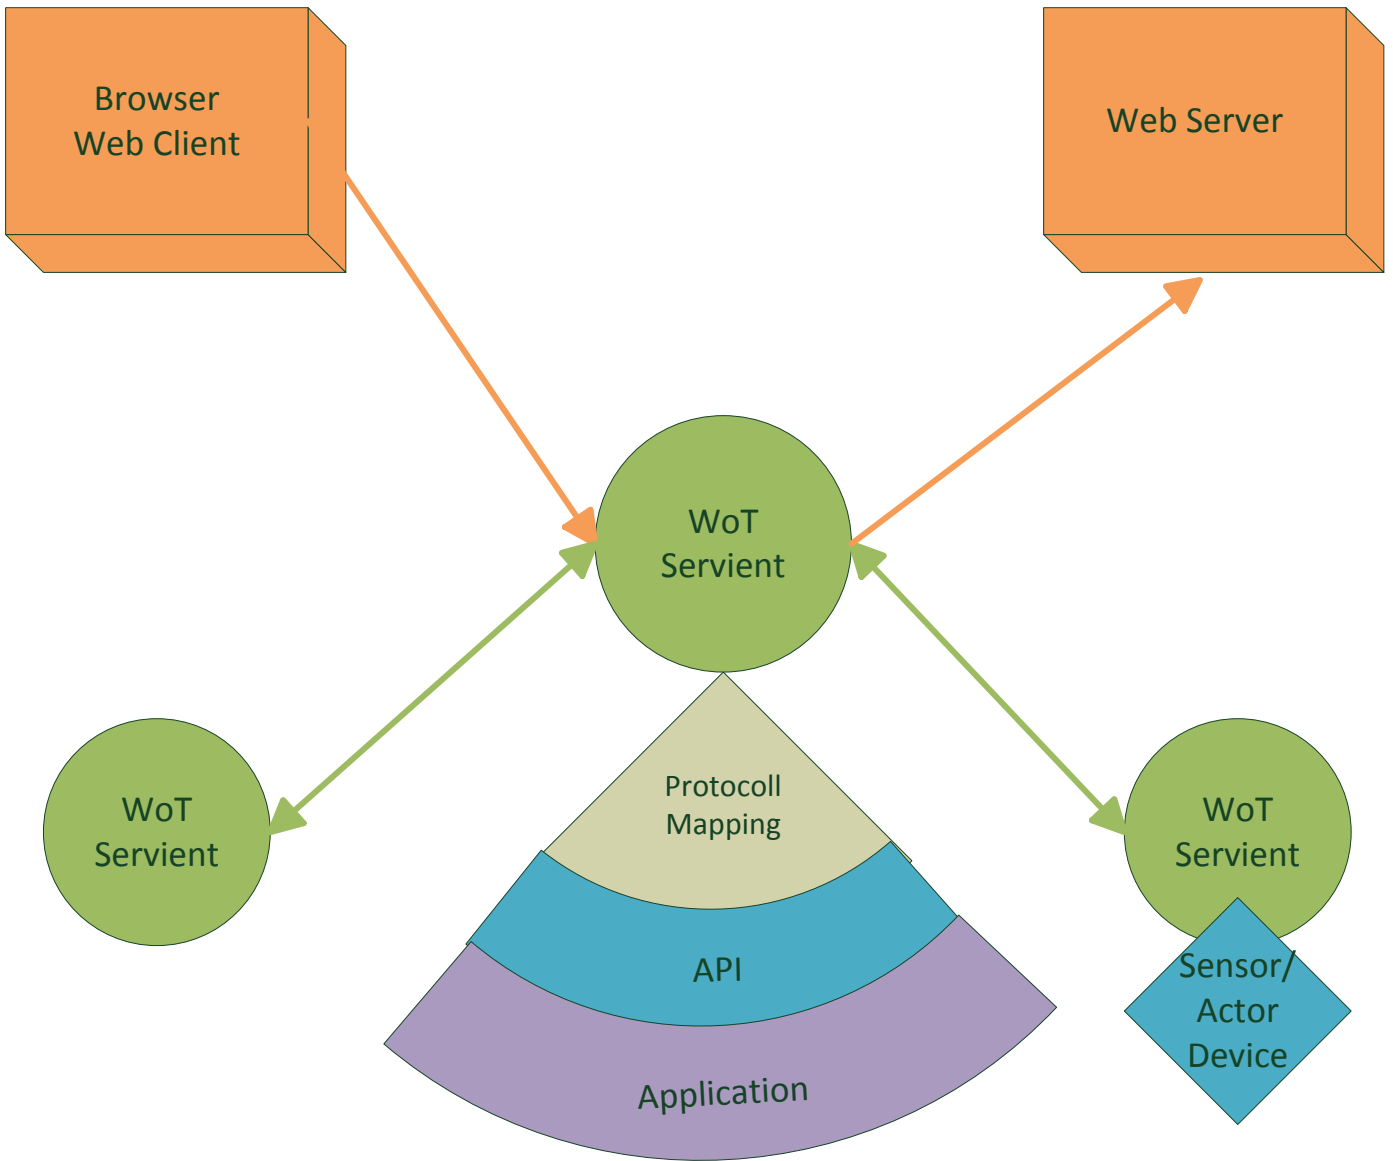 Browser
Web Client
Web Server
WoT
Servient
WoT
Servient
WoT
Servient
Protocoll
Mapping
API
Application
Sensor/
Actor
Device